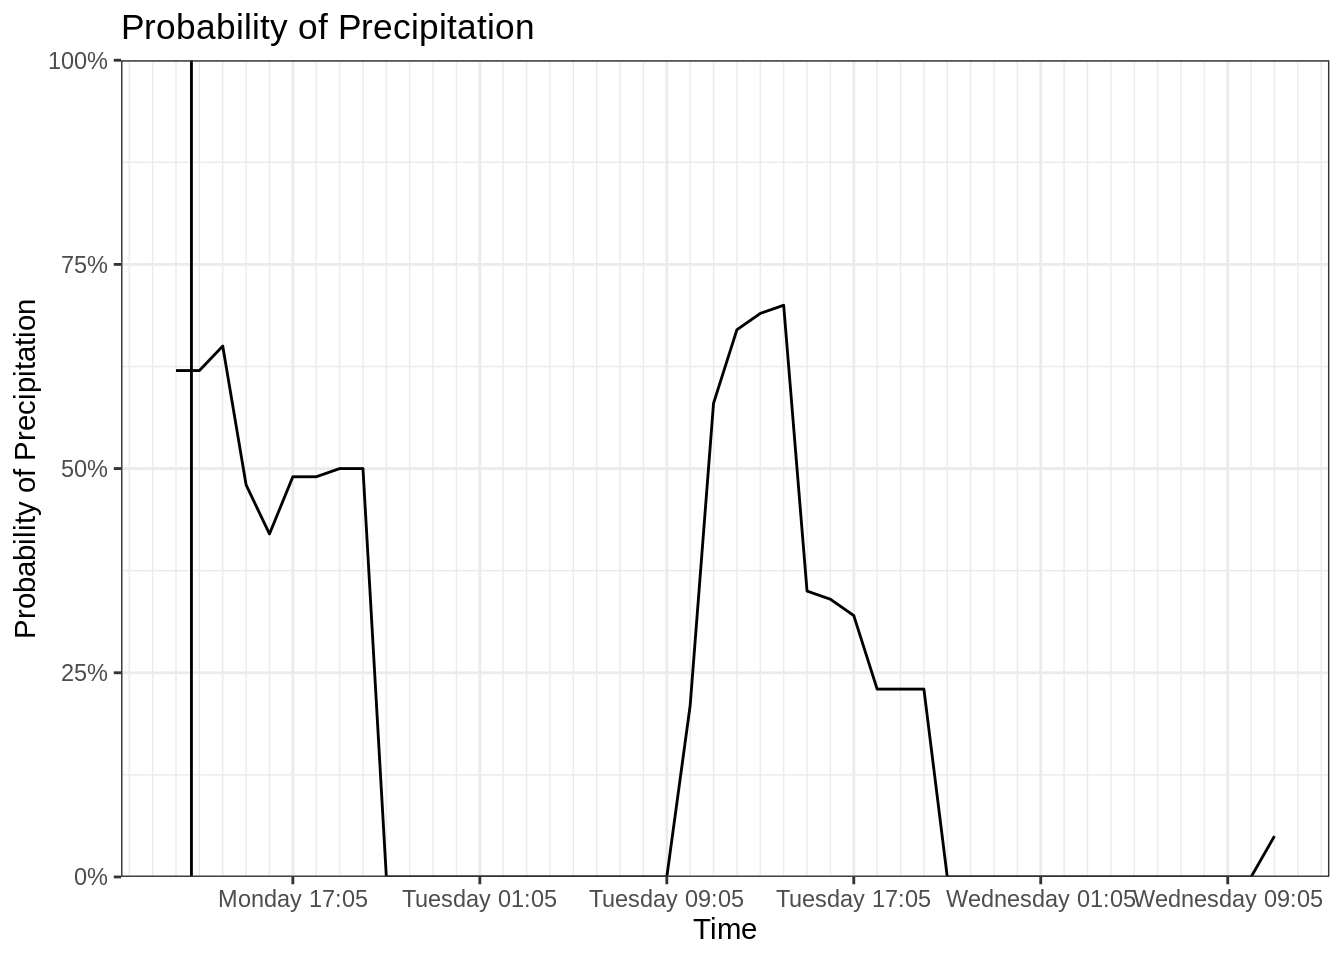 Probability of Precipitation
100%
75%
50%
25%
0%
Probability of Precipitation
Monday 17:05 Tuesday 01:05 Tuesday 09:05 Tuesday 17:05 Wednesday 01:05 Wednesday 09:05
Time